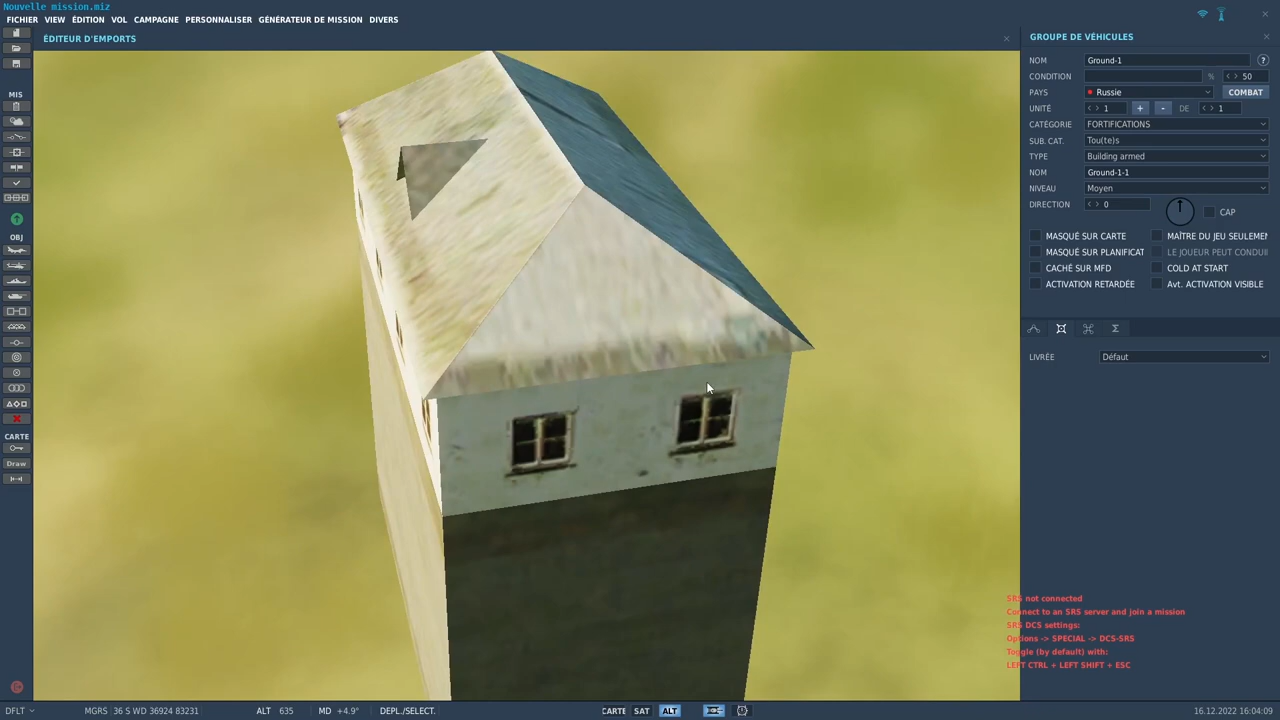 Nouvelle mission.miz
FICHIER VIEW ÉDITION VOL CAMPAGNE PERSONNALISER GÉNÉRATEUR DE MISSION DIVERS
ÉDITEUR D'EMPORTS
MIS
OBJ
CARTE
Draw
GROUPE DE VÉHICULES
NOM Ground-1 ?
CONDITION % 50
PAYS Russie COMBAT
UNITÉ 1 + - DE 1
CATÉGORIE FORTIFICATIONS
SUB. CAT. Tou(te)s
TYPE Building armed
NOM Ground-1-1
NIVEAU Moyen
DIRECTION 0 CAP
MASQUÉ SUR CARTE MAÎTRE DU JEU SEULEMEN
MASQUÉ SUR PLANIFICAT LE JOUEUR PEUT CONDUI
CACHÉ SUR MFD COLD AT START
ACTIVATION RETARDÉE Avt. ACTIVATION VISIBLE
LIVRÉE Défaut
SRS not connected
Connect to an SRS server and join a mission
SRS DCS settings:
Options -> SPECIAL -> DCS-SRS
Toggle (by default) with:
LEFT CTRL + LEFT SHIFT + ESC
DFLT MGRS 36 S WD 36924 83231 ALT 635 MD +4.9° DEPL./SELECT. CARTE SAT ALT 16.12.2022 16:04:09